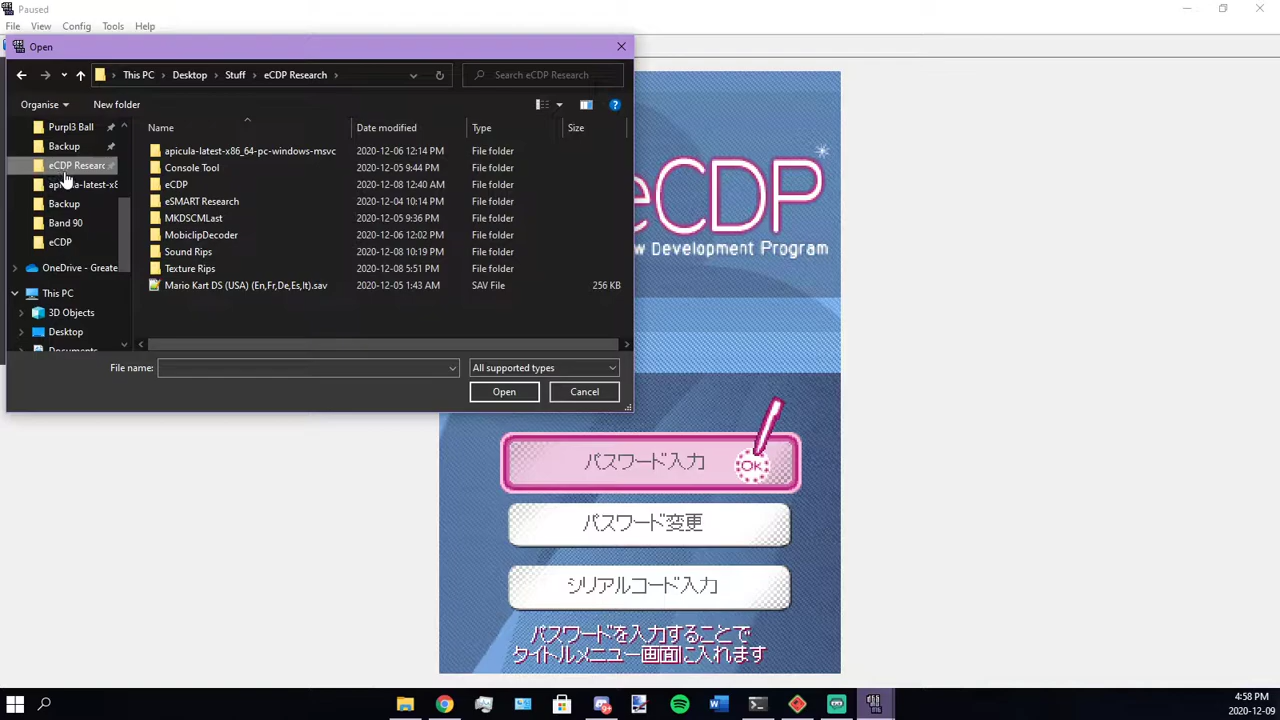 Paused
File View Config Tools Help
Open
This PC Desktop Stuff eCDP Research
Search eCDP Research
Organise New folder
Name Date modified Type Size
Purpl3 Ball
Backup
eCDP Researc
apicula-latest-x8
Backup
Band 90
eCDP
OneDrive - Greate
This PC
3D Objects
Desktop
Documents
apicula-latest-x86_64-pc-windows-msvc 2020-12-06 12:14 PM File folder
Console Tool 2020-12-05 9:44 PM File folder
eCDP 2020-12-08 12:40 AM File folder
eSMART Research 2020-12-04 10:14 PM File folder
MKDSCMLast 2020-12-05 9:36 PM File folder
MobiclipDecoder 2020-12-06 12:02 PM File folder
Sound Rips 2020-12-08 10:19 PM File folder
Texture Rips 2020-12-08 5:51 PM File folder
Mario Kart DS (USA) (En,Fr,De,Es,It).sav 2020-12-05 1:43 AM SAV File 256 KB
File name: All supported types
Open Cancel
eCDP
w Development Program
パスワード入力 Ok
パスワード変更
シリアルコード入力
パスワードを入力することで
タイトルメニュー画面に入れます
4:58 PM
2020-12-09